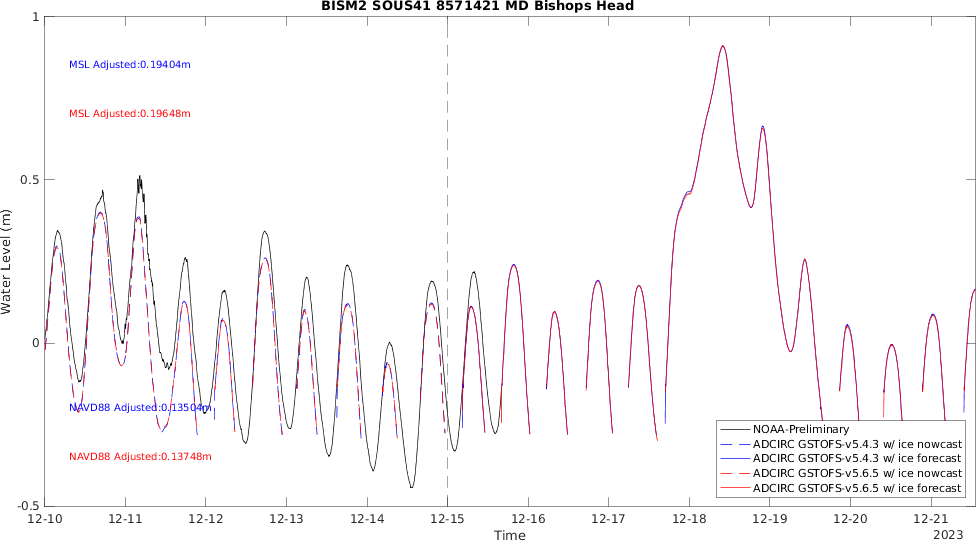 BISM2 SOUS41 8571421 MD Bishops Head
1
0.5
0
-0.5
Water Level (m)
MSL Adjusted:0.19404m
MSL Adjusted:0.19648m
NAVD88 Adjusted:0.13504m
NAVD88 Adjusted:0.13748m
NOAA-Preliminary
ADCIRC GSTOFS-v5.4.3 w/ ice nowcast
ADCIRC GSTOFS-v5.4.3 w/ ice forecast
ADCIRC GSTOFS-v5.6.5 w/ ice nowcast
ADCIRC GSTOFS-v5.6.5 w/ ice forecast
12-10 12-11 12-12 12-13 12-14 12-15 12-16 12-17 12-18 12-19 12-20 12-21
Time
2023